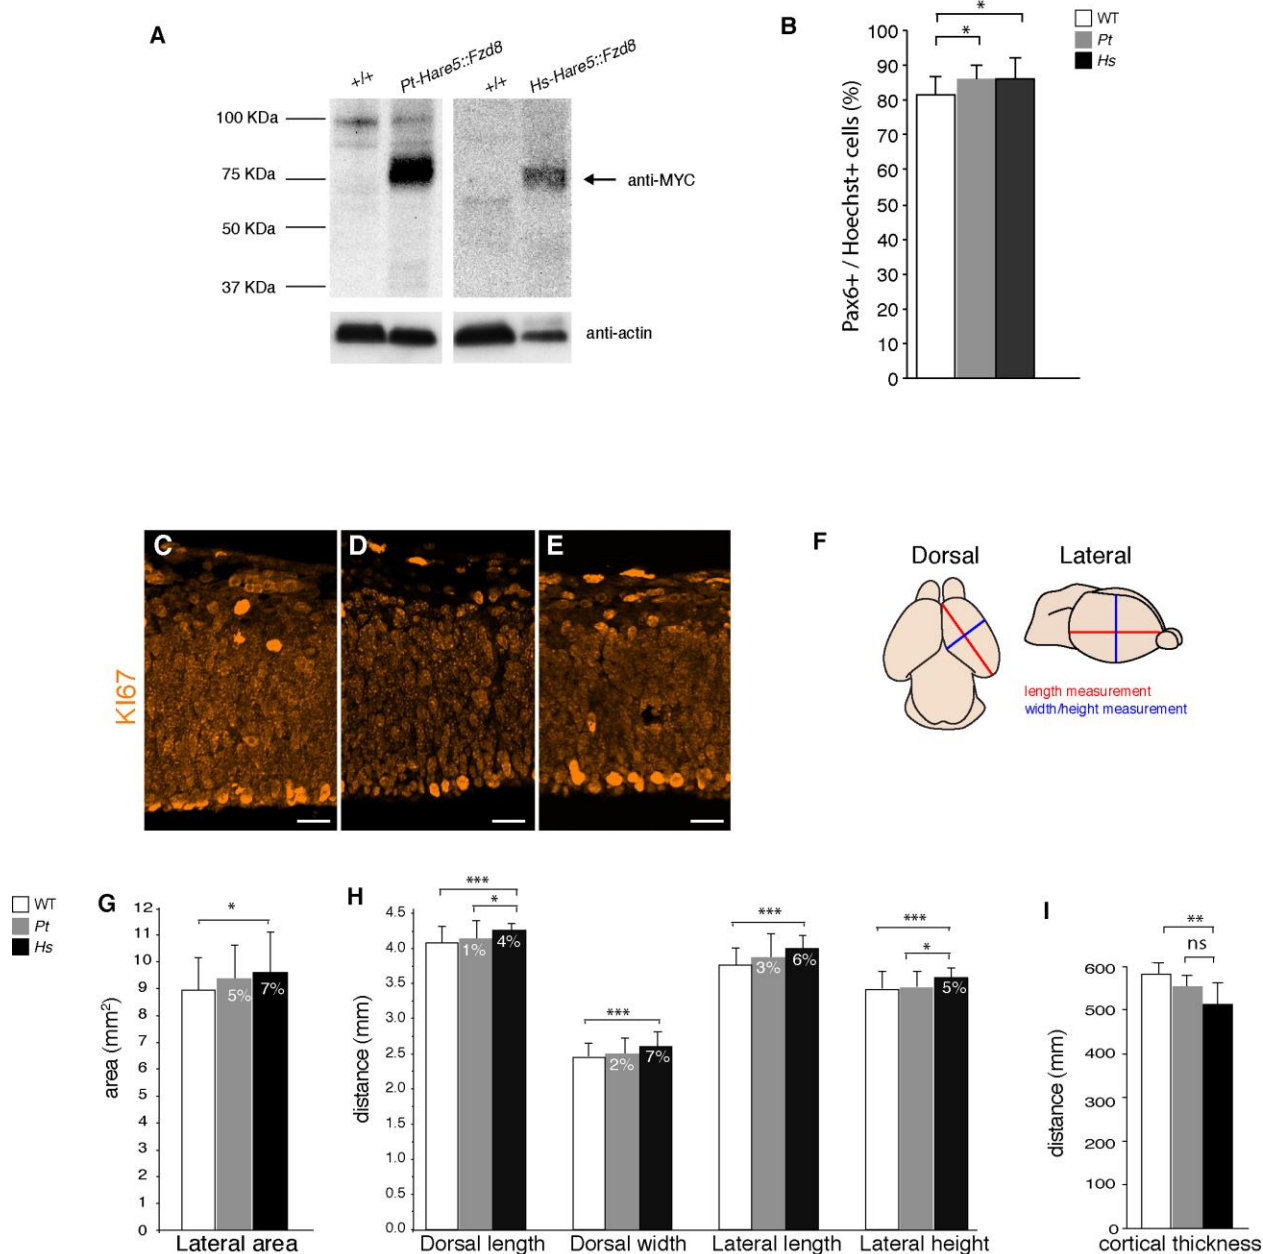 A
+/+
Pt-Hare5::Fzd8
+/+
Hs-Hare5::Fzd8
100 KDa
75 KDa
50 KDa
37 KDa
anti-MYC
anti-actin
B
*
*
WT
Pt
Hs
Pax6+ / Hoechst+ cells (%)
100
90
80
70
60
50
40
30
20
10
0
C
D
E
KI67
F
Dorsal
Lateral
length measurement
width/height measurement
WT
Pt
Hs
G
area (mm2)
12
11
10
9
8
7
6
5
4
3
2
1
0
*
5%
7%
Lateral area
H
distance (mm)
4.5
4.0
3.5
3.0
2.5
2.0
1.5
1.0
0.5
0.0
***
*
1%
4%
Dorsal length
***
2%
7%
Dorsal width
***
3%
6%
Lateral length
***
*
5%
Lateral height
I
distance (mm)
600
500
400
300
200
100
0
**
ns
cortical thickness